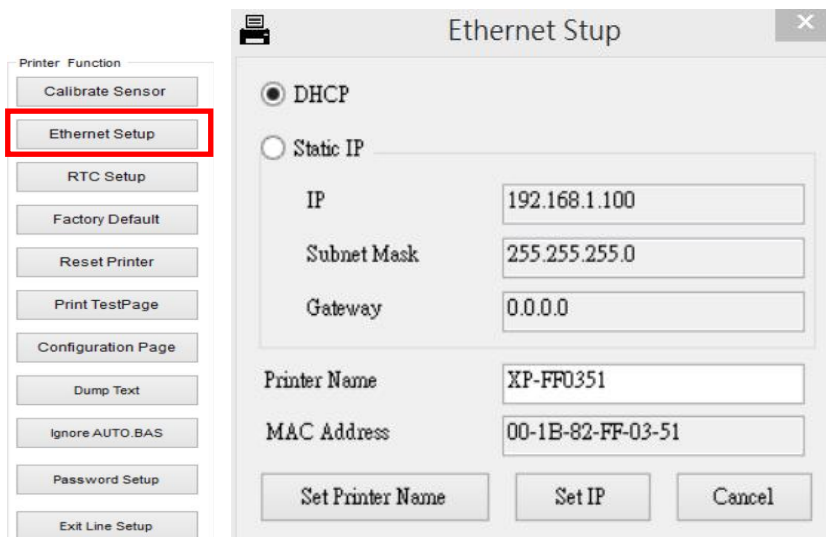 Printer Function
Calibrate Sensor
Ethernet Setup
RTC Setup
Factory Default
Reset Printer
Print TestPage
Configuration Page
Dump Text
Ignore AUTO.BAS
Password Setup
Exit Line Setup
Ethernet Stup
DHCP
Static IP
IP 192.168.1.100
Subnet Mask 255.255.255.0
Gateway 0.0.0.0
Printer Name XP-FF0351
MAC Address 00-1B-82-FF-03-51
Set Printer Name Set IP Cancel